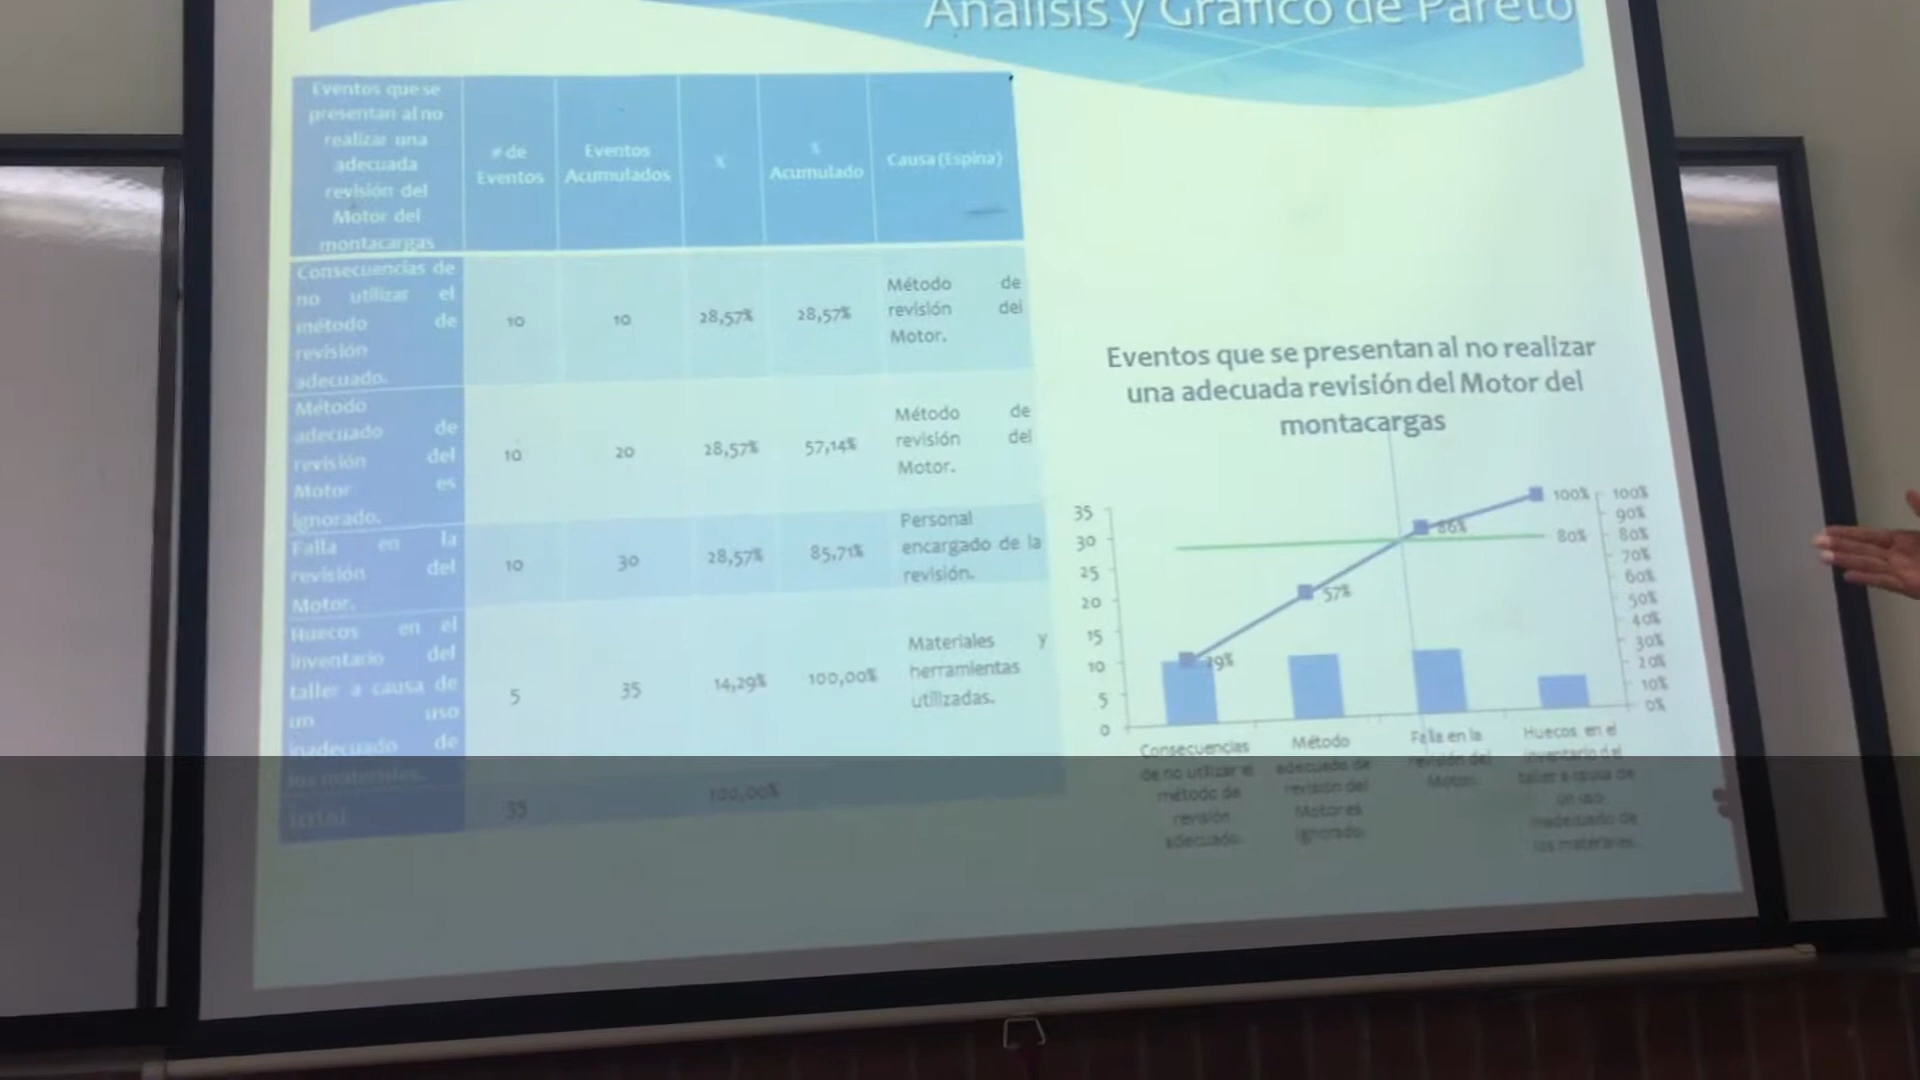 Análisis y Gráfico de Pareto
Eventos que se
presentan al no
realizar una
adecuada
revisión del
Motor del
montacargas
# de
Eventos
Eventos
Acumulados
%
%
Acumulado
Causa (Espina)
Consecuencias de
no utilizar el
método de
revisión
adecuado.
10
10
28,57%
28,57%
Método de
revisión del
Motor.
Método
adecuado de
revisión del
Motor es
ignorado.
10
20
28,57%
57,14%
Método de
revisión del
Motor.
Falla en la
revisión del
Motor.
10
30
28,57%
85,71%
Personal
encargado de la
revisión.
Huecos en el
inventario del
taller a causa de
un uso
inadecuado de
los materiales.
5
35
14,29%
100,00%
Materiales y
herramientas
utilizadas.
35
100,00%
Eventos que se presentan al no realizar
una adecuada revisión del Motor del
montacargas
35
30
25
20
15
10
5
0
29%
57%
86%
100%
80%
100%
90%
80%
70%
60%
50%
40%
30%
20%
10%
0%
Consecuencias
de no utilizar el
método de
revisión
adecuado.
Método
adecuado de
revisión del
Motor es
ignorado.
Falla en la
revisión del
Motor.
Huecos en el
inventario del
taller a causa de
un uso
inadecuado de
los materiales.